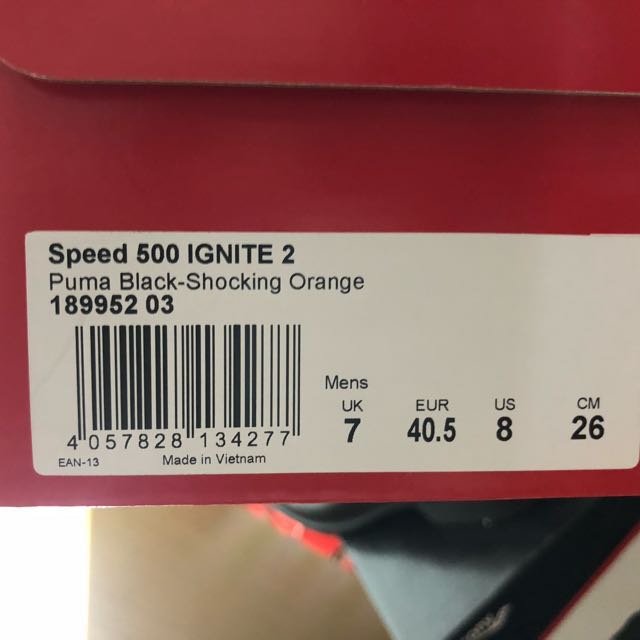 Speed 500 IGNITE 2
Puma Black-Shocking Orange
189952 03
4 057828 134277
EAN-13 Made in Vietnam
Mens
UK EUR US CM
7 40.5 8 26